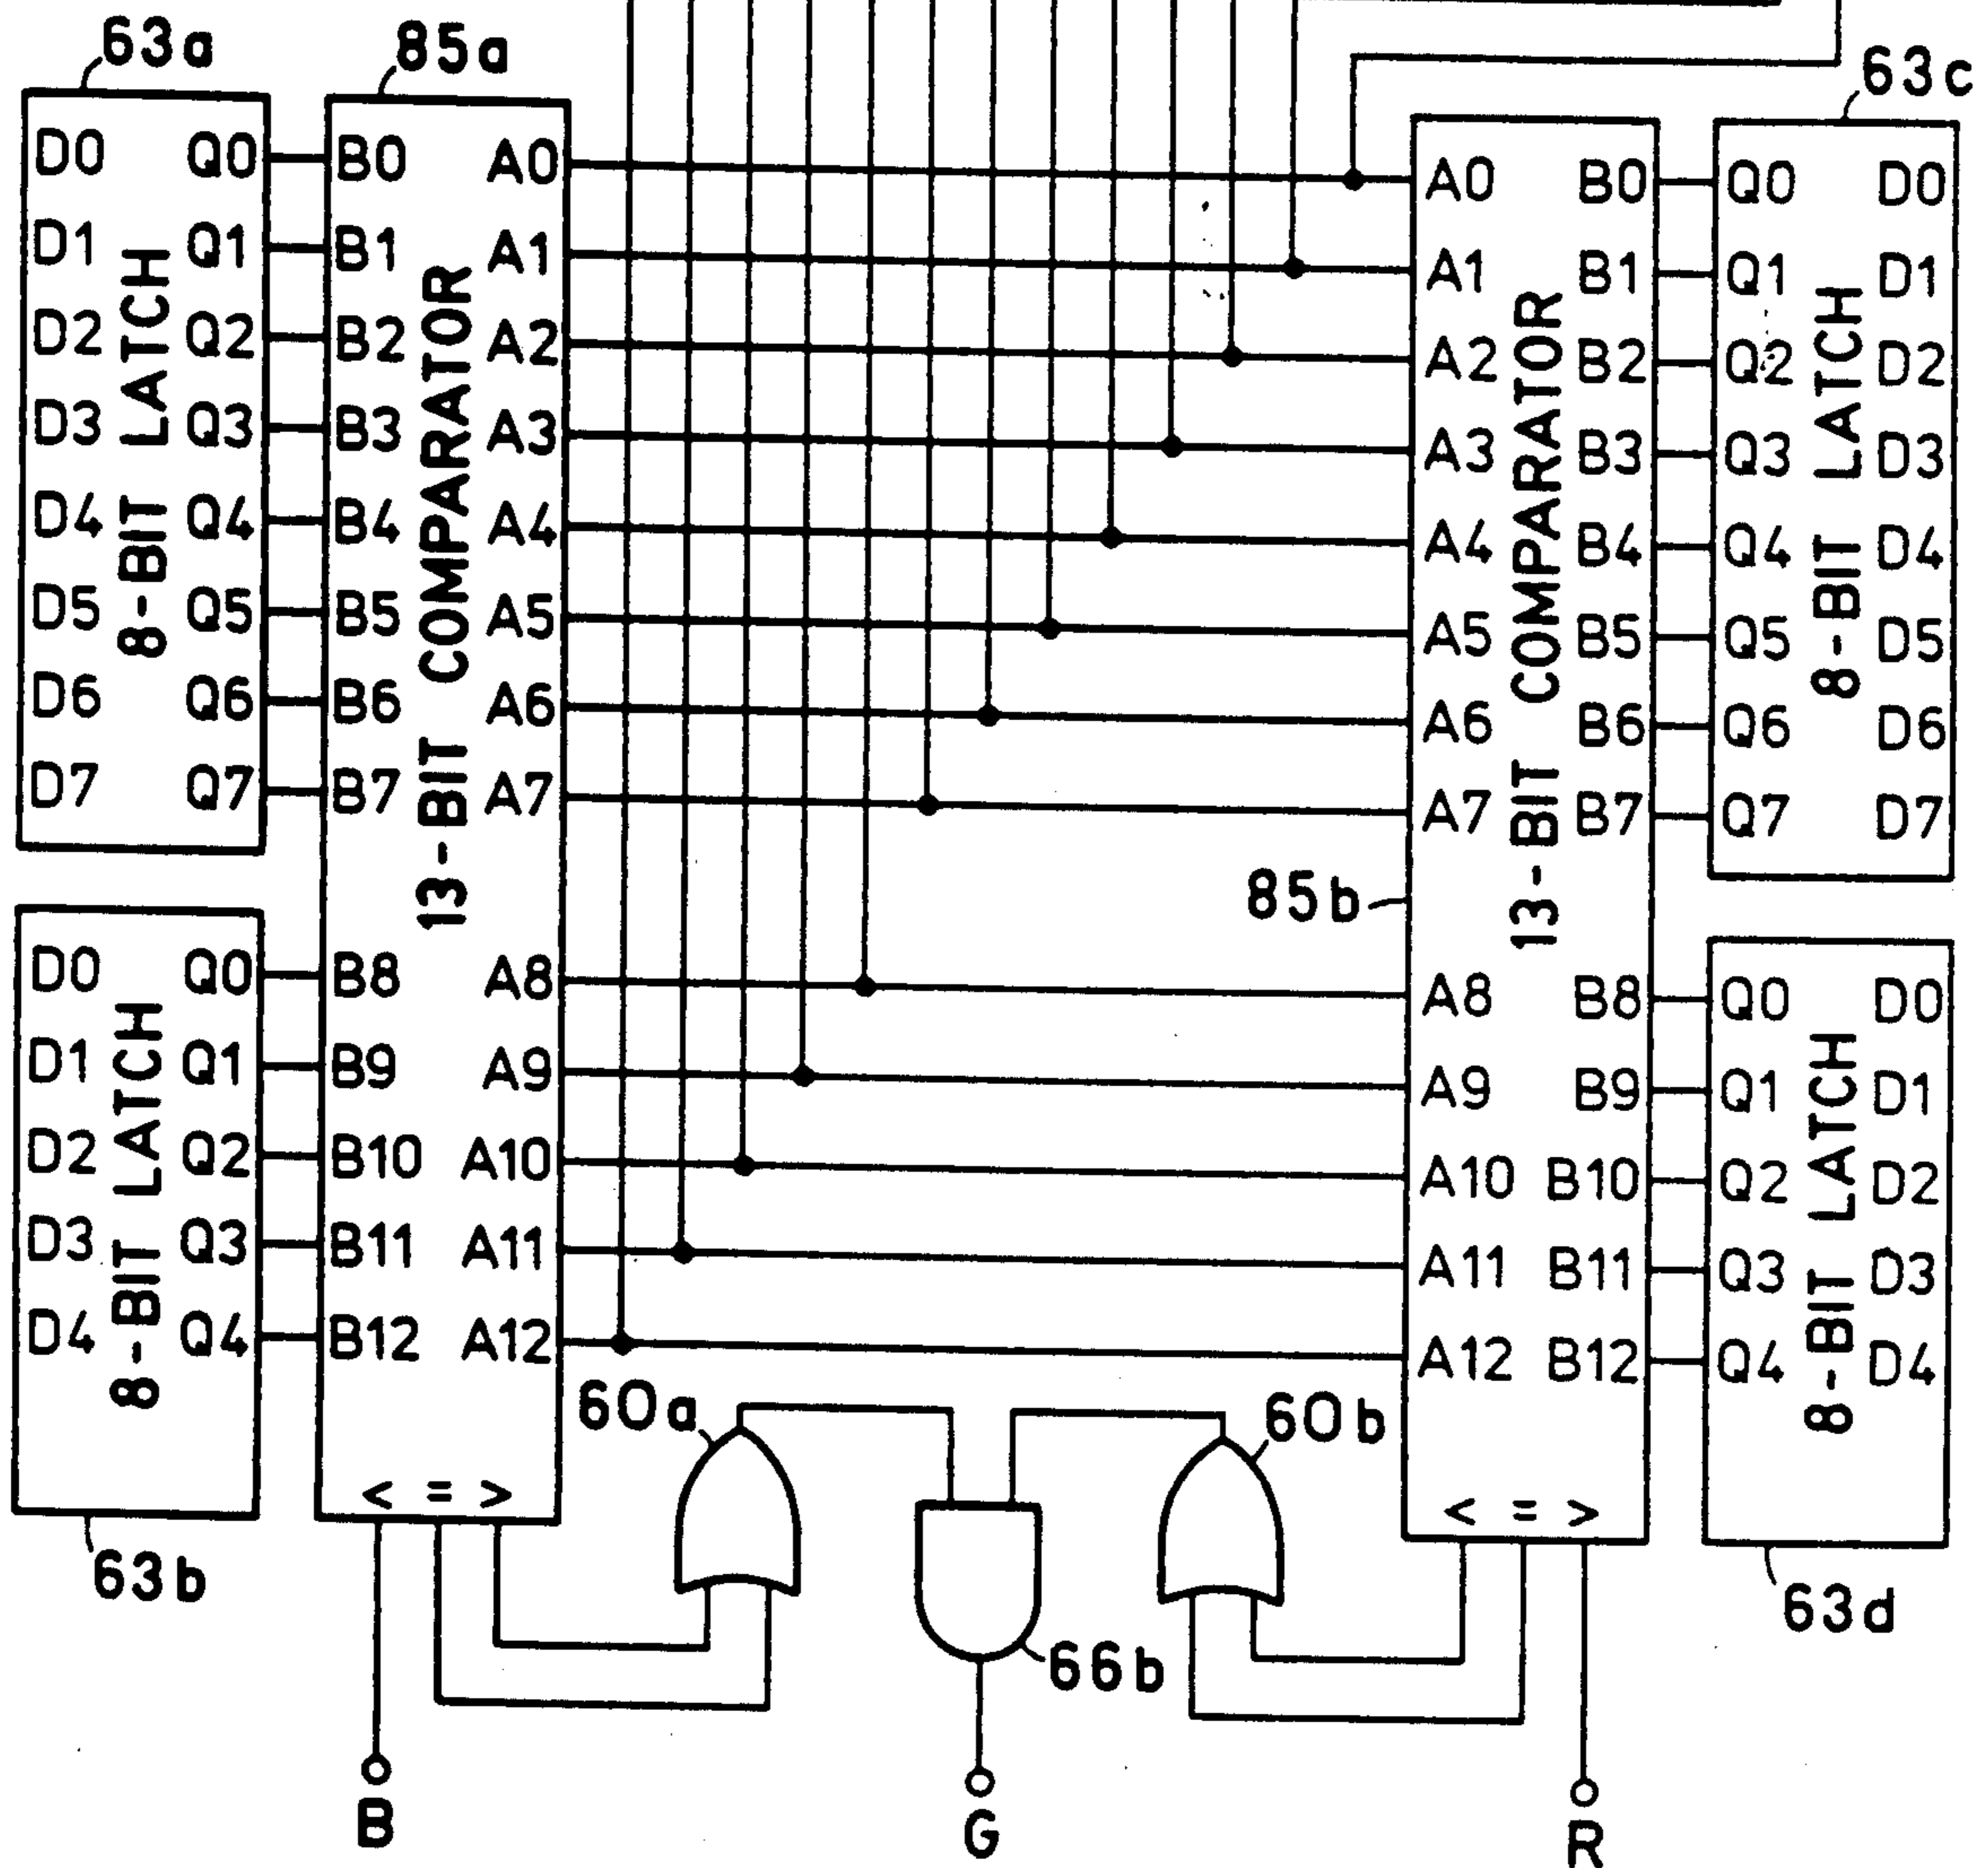 63a
85a
63c
D0 Q0 B0 A0 A0 B0 Q0 D0
D1 Q1 B1 A1 A1 B1 Q1 D1
D2 Q2 B2 A2 A2 B2 Q2 D2
D3 Q3 B3 A3 A3 B3 Q3 D3
D4 Q4 B4 A4 A4 B4 Q4 D4
D5 Q5 B5 A5 A5 B5 Q5 D5
D6 Q6 B6 A6 A6 B6 Q6 D6
D7 Q7 B7 A7 A7 B7 Q7 D7
8-BIT LATCH
13-BIT COMPARATOR
13-BIT COMPARATOR
8-BIT LATCH
85b
D0 Q0 B8 A8 A8 B8 Q0 D0
D1 Q1 B9 A9 A9 B9 Q1 D1
D2 Q2 B10 A10 A10 B10 Q2 D2
D3 Q3 B11 A11 A11 B11 Q3 D3
D4 Q4 B12 A12 A12 B12 Q4 D4
8-BIT LATCH
8-BIT LATCH
60a
60b
< = >
< = >
63b
66b
63d
B
G
R